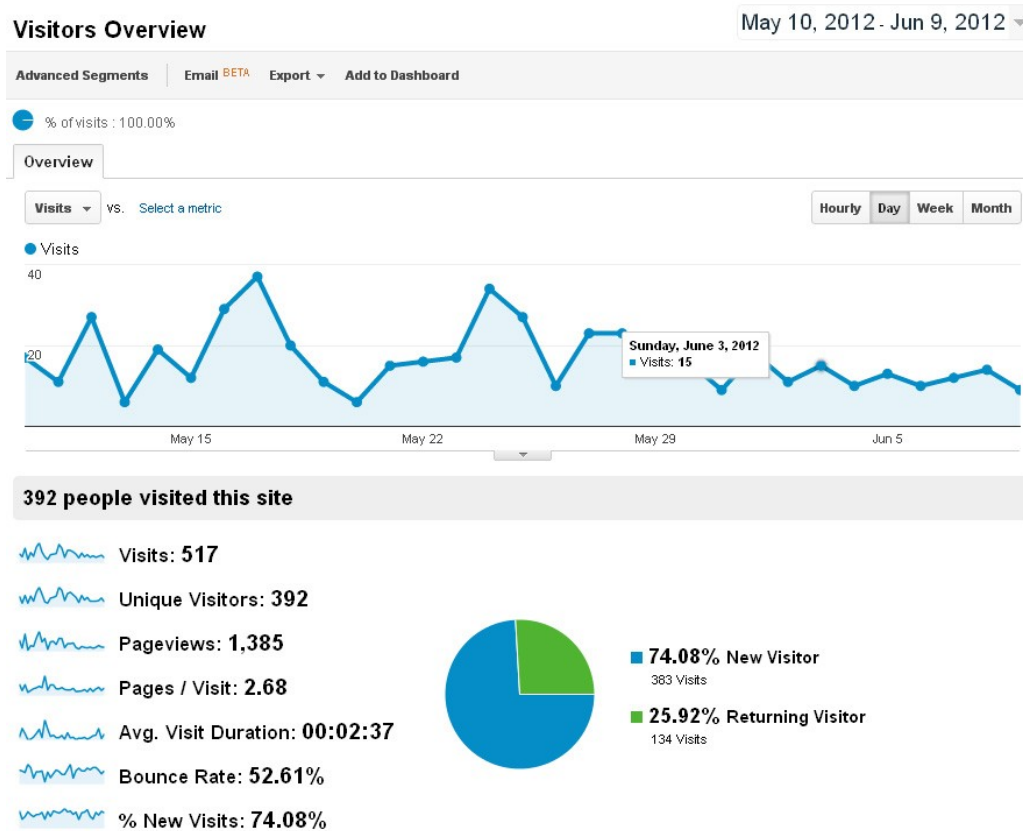 Visitors Overview
May 10, 2012 - Jun 9, 2012
Advanced Segments Email BETA Export Add to Dashboard
% of visits : 100.00%
Overview
Visits vs. Select a metric
Hourly Day Week Month
Visits
40
20
Sunday, June 3, 2012
Visits: 15
May 15 May 22 May 29 Jun 5
392 people visited this site
Visits: 517
Unique Visitors: 392
Pageviews: 1,385
Pages / Visit: 2.68
Avg. Visit Duration: 00:02:37
Bounce Rate: 52.61%
% New Visits: 74.08%
74.08% New Visitor
383 Visits
25.92% Returning Visitor
134 Visits